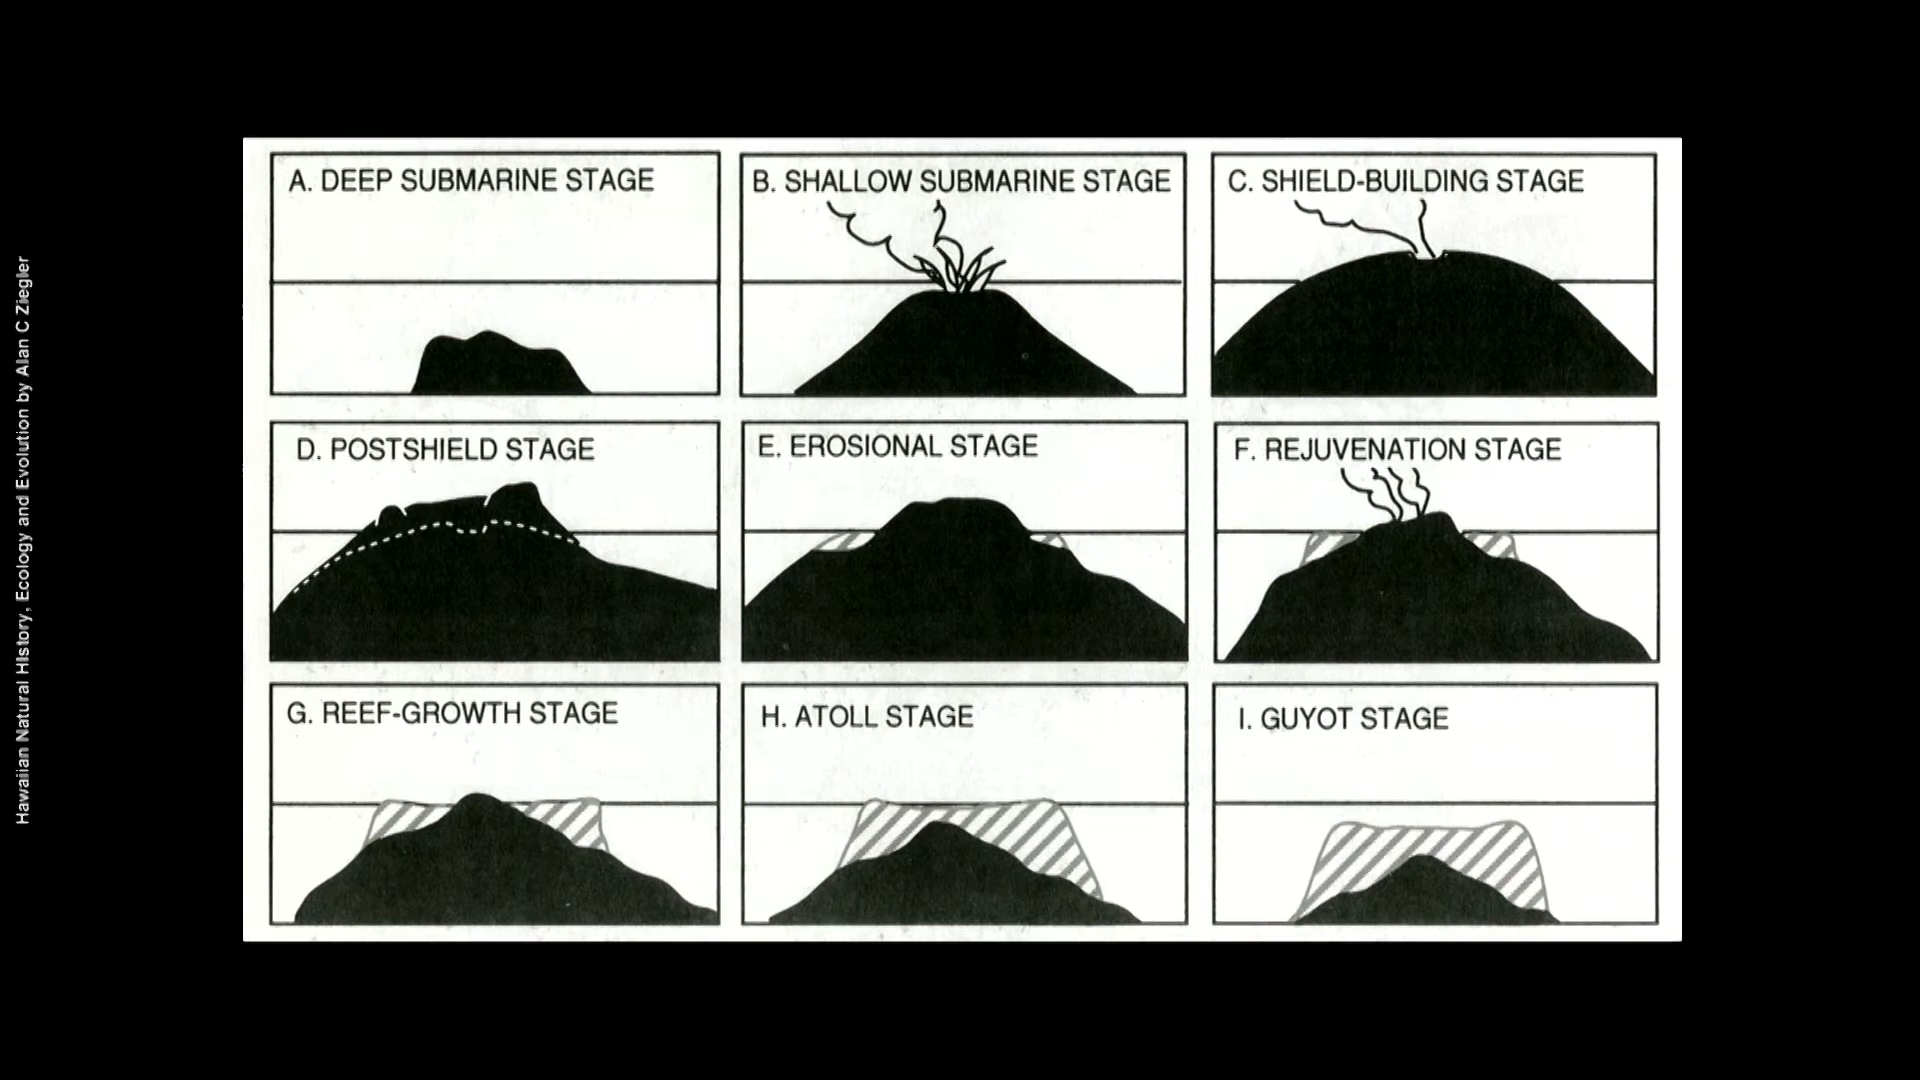 A. DEEP SUBMARINE STAGE
B. SHALLOW SUBMARINE STAGE
C. SHIELD-BUILDING STAGE
D. POSTSHIELD STAGE
E. EROSIONAL STAGE
F. REJUVENATION STAGE
G. REEF-GROWTH STAGE
H. ATOLL STAGE
I. GUYOT STAGE
Hawaiian Natural History, Ecology and Evolution by Alan C Ziegler